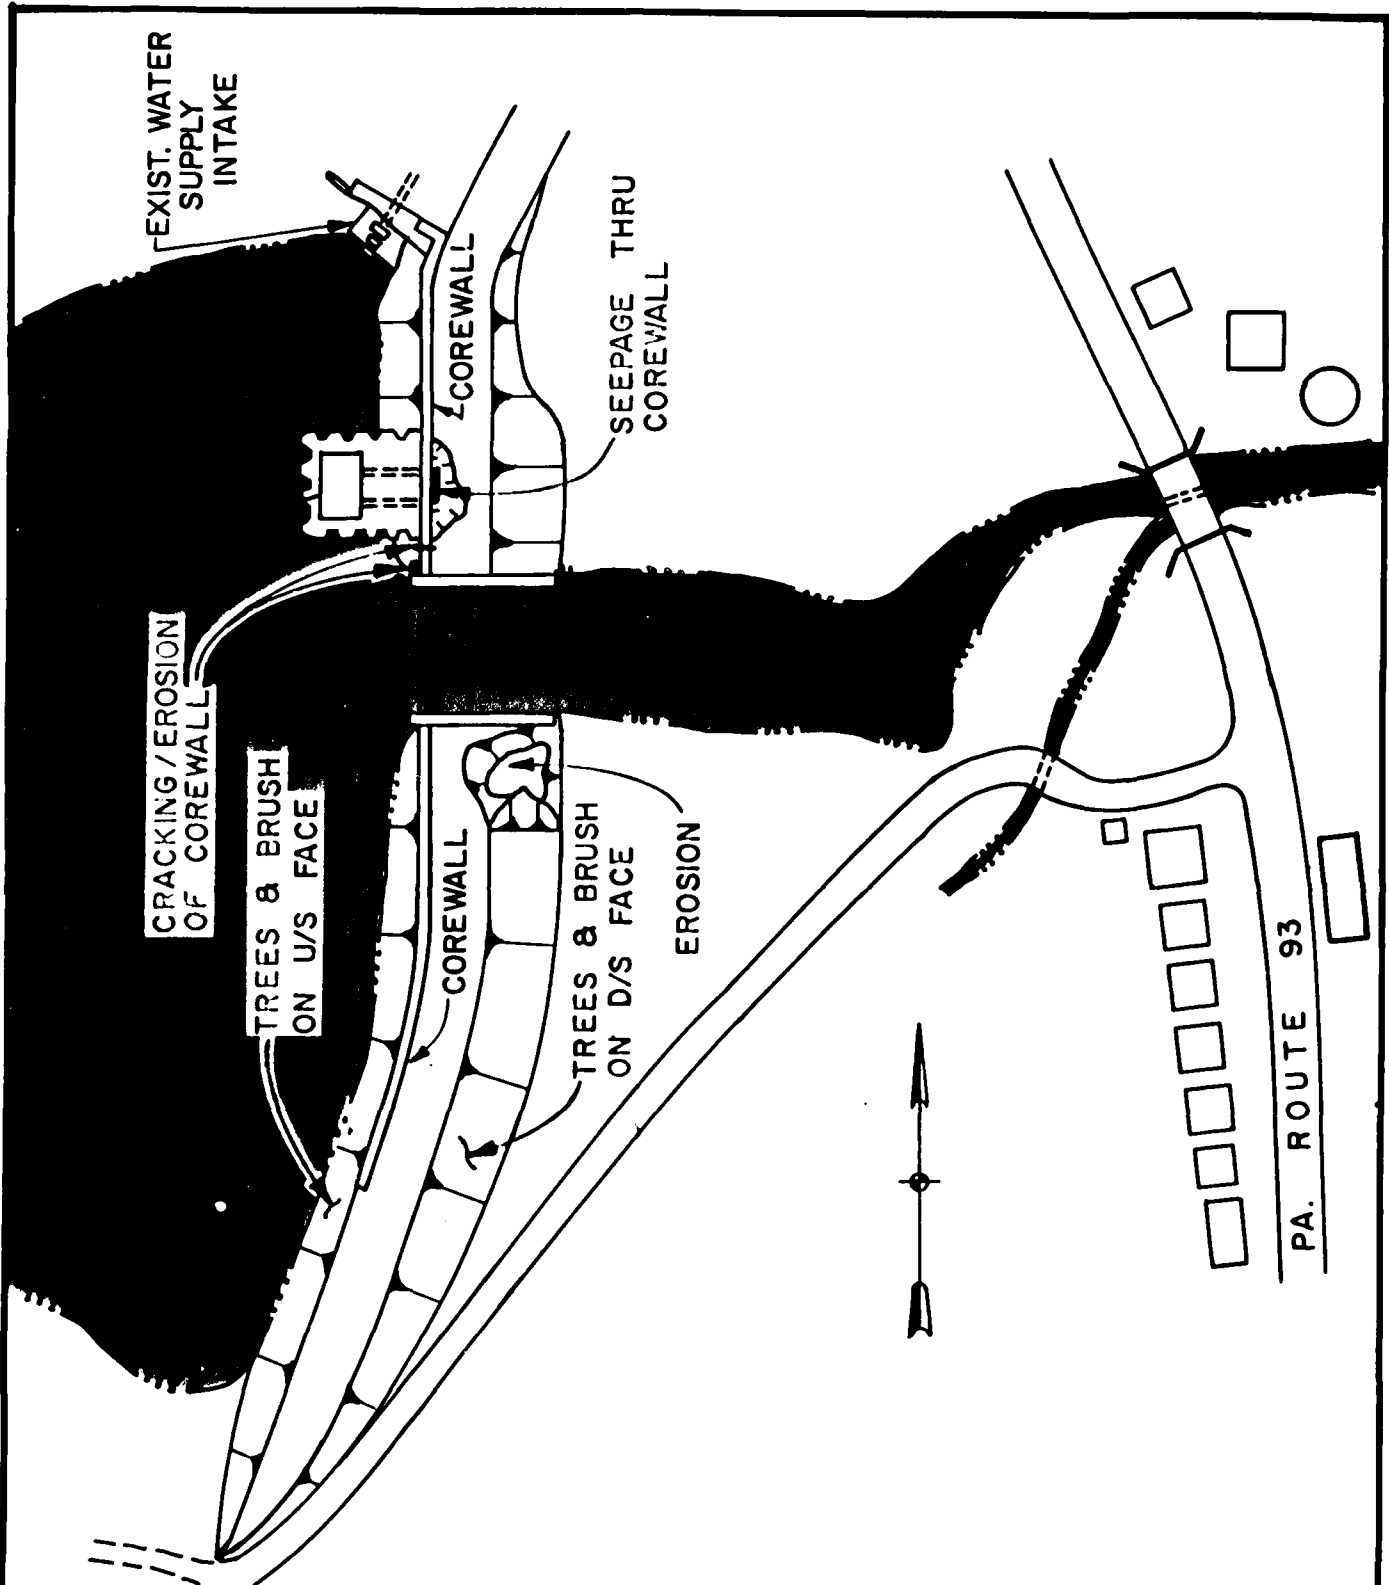 EXIST. WATER
SUPPLY
INTAKE
COREWALL
SEEPAGE THRU
COREWALL
CRACKING/EROSION
OF COREWALL
TREES & BRUSH
ON U/S FACE
COREWALL
TREES & BRUSH
ON D/S FACE
EROSION
PA. ROUTE 93